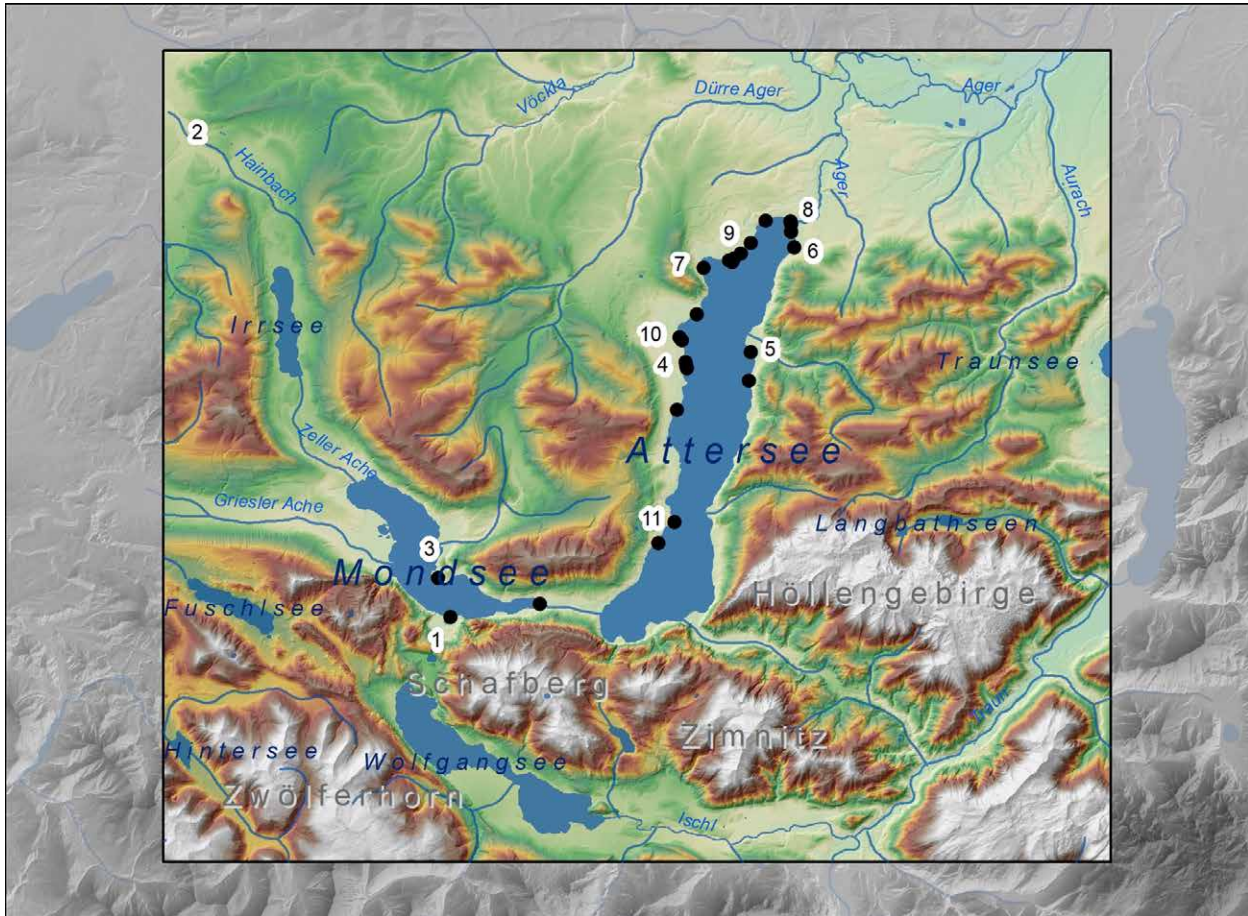 Vöckla
Dürre Ager
Ager
2
Hainbach
Ager
Aurach
8
9
6
7
Irrsee
10
5
4
Traunsee
Attersee
Zeller Ache
Griesler Ache
11
Langbathseen
3
Mondsee
Fuschlsee
Höllengebirge
1
Schafberg
Traun
Zimnitz
Hintersee
Wolfgangsee
Zwölferhorn
Ischl